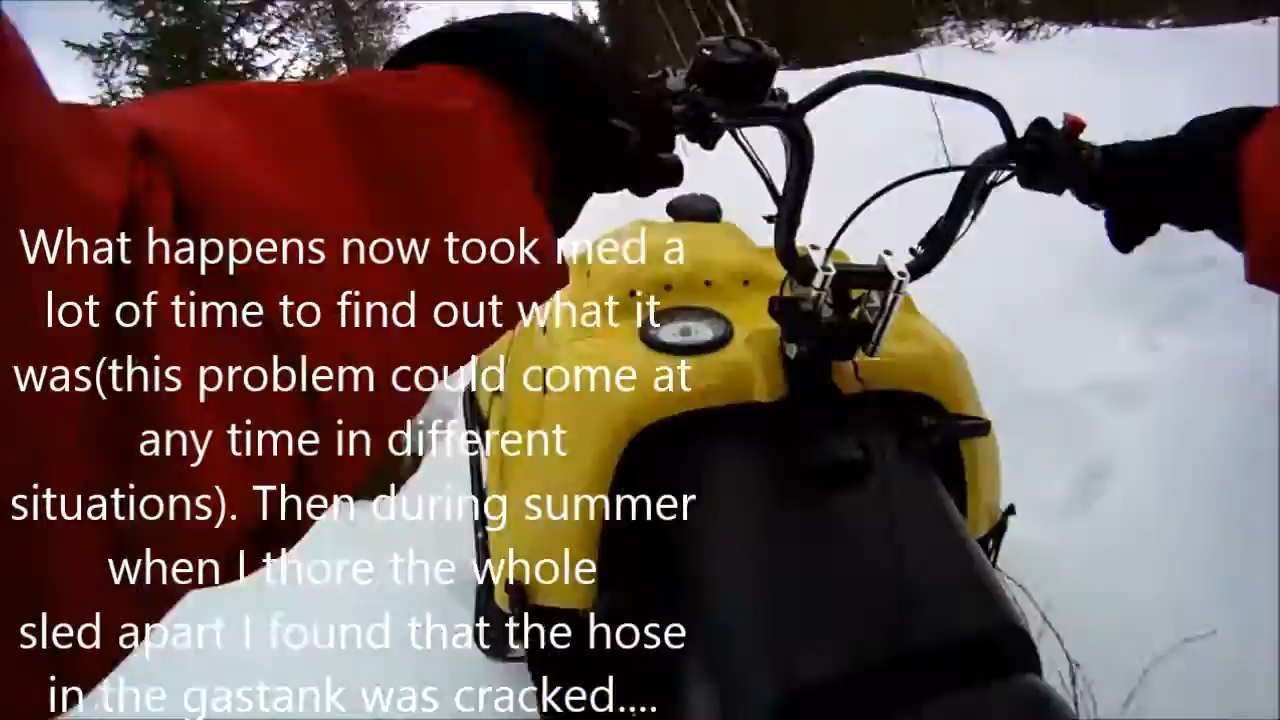 What happens now took med a
lot of time to find out what it
was(this problem could come at
any time in different
situations). Then during summer
when I thore the whole
sled apart I found that the hose
in the gastank was cracked....